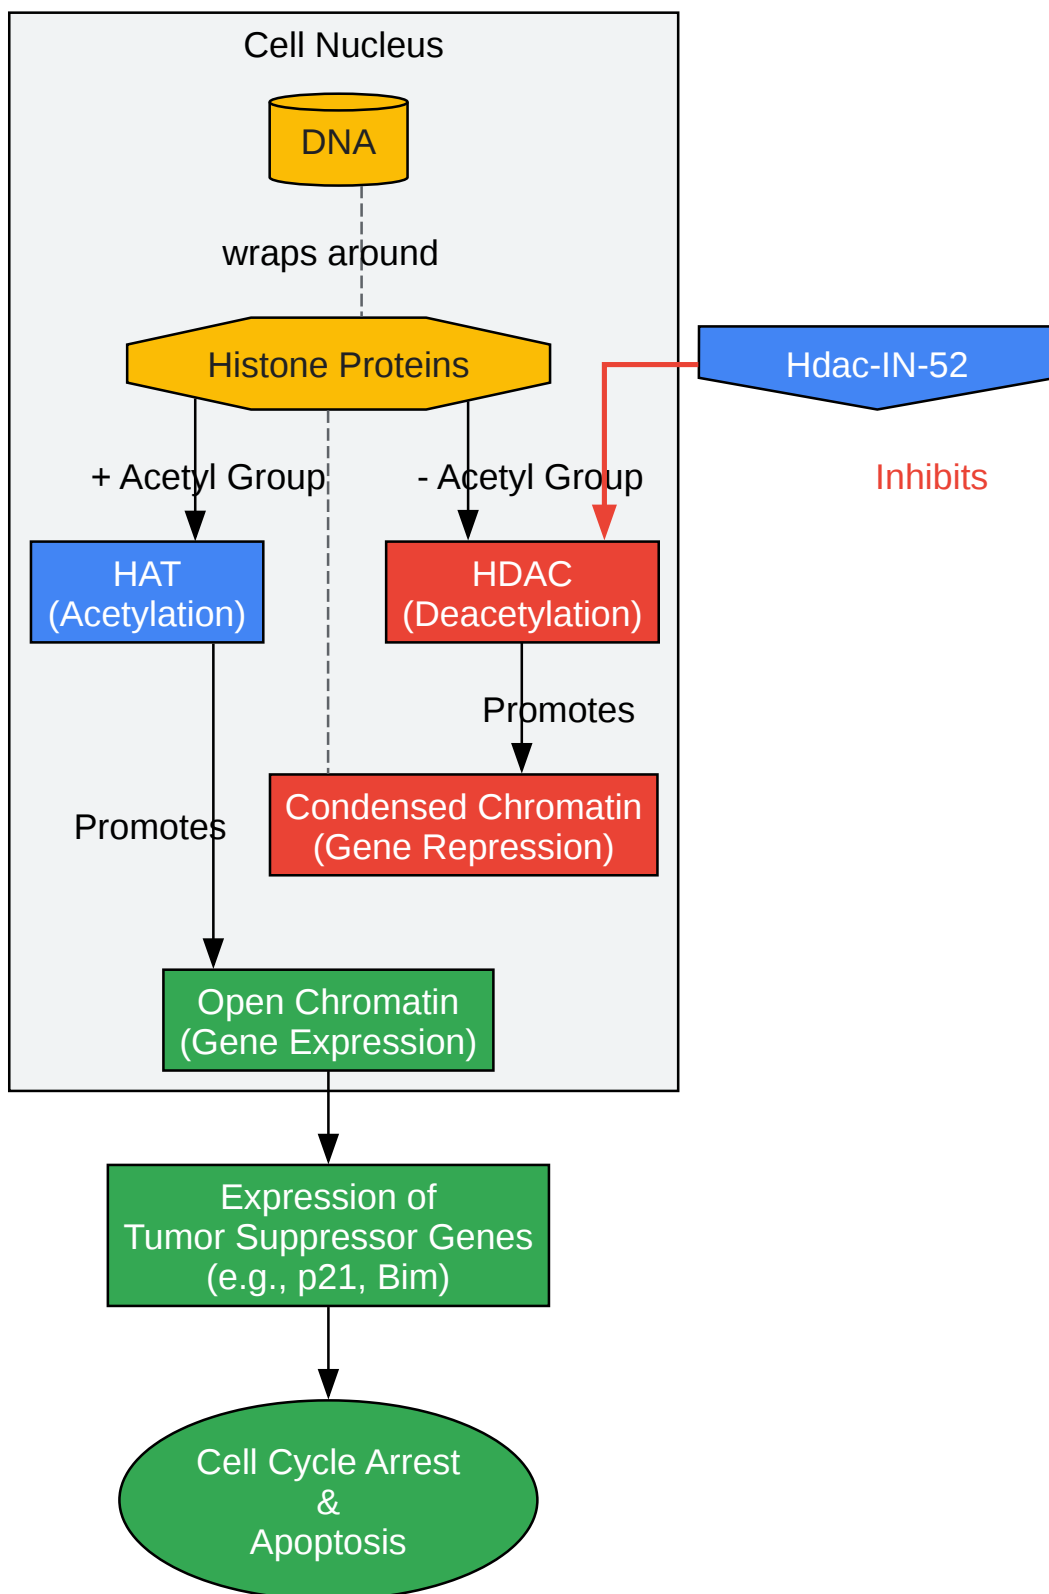 Cell Nucleus
DNA
wraps around
Histone Proteins
Hdac-IN-52
+ Acetyl Group
- Acetyl Group
Inhibits
HAT
(Acetylation)
HDAC
(Deacetylation)
Promotes
Condensed Chromatin
(Gene Repression)
Promotes
Open Chromatin
(Gene Expression)
Expression of
Tumor Suppressor Genes
(e.g., p21, Bim)
Cell Cycle Arrest
&
Apoptosis